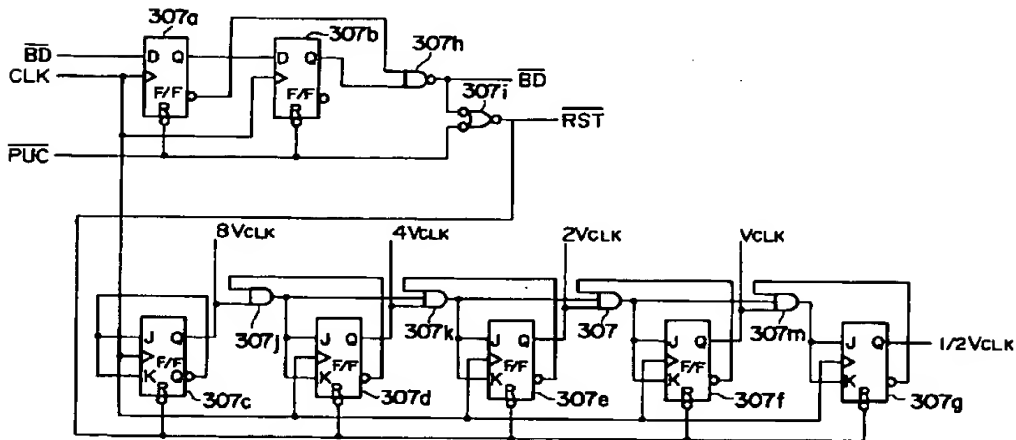 307a
307b
307h
BD D Q D Q BD
CLK F/F F/F 307i
R R RST
PUC
8VCLK 4VCLK 2VCLK VCLK
307j 307k 307 307m
J Q J Q J Q J Q J Q 1/2VCLK
F/F F/F F/F F/F F/F
K Q K K K K
R R R R R
307c 307d 307e 307f 307g